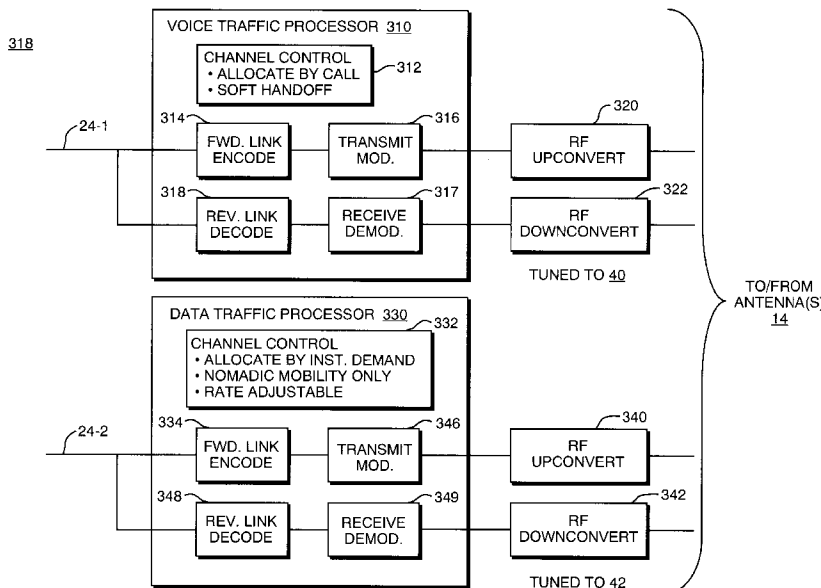 318
VOICE TRAFFIC PROCESSOR 310
CHANNEL CONTROL
• ALLOCATE BY CALL
• SOFT HANDOFF
312
24-1
314
FWD. LINK
ENCODE
316
TRANSMIT
MOD.
320
RF
UPCONVERT
318
REV. LINK
DECODE
317
RECEIVE
DEMOD.
322
RF
DOWNCONVERT
TUNED TO 40
TO/FROM
ANTENNA(S)
14
DATA TRAFFIC PROCESSOR 330
332
CHANNEL CONTROL
• ALLOCATE BY INST. DEMAND
• NOMADIC MOBILITY ONLY
• RATE ADJUSTABLE
24-2
334
FWD. LINK
ENCODE
346
TRANSMIT
MOD.
340
RF
UPCONVERT
348
REV. LINK
DECODE
349
RECEIVE
DEMOD.
342
RF
DOWNCONVERT
TUNED TO 42